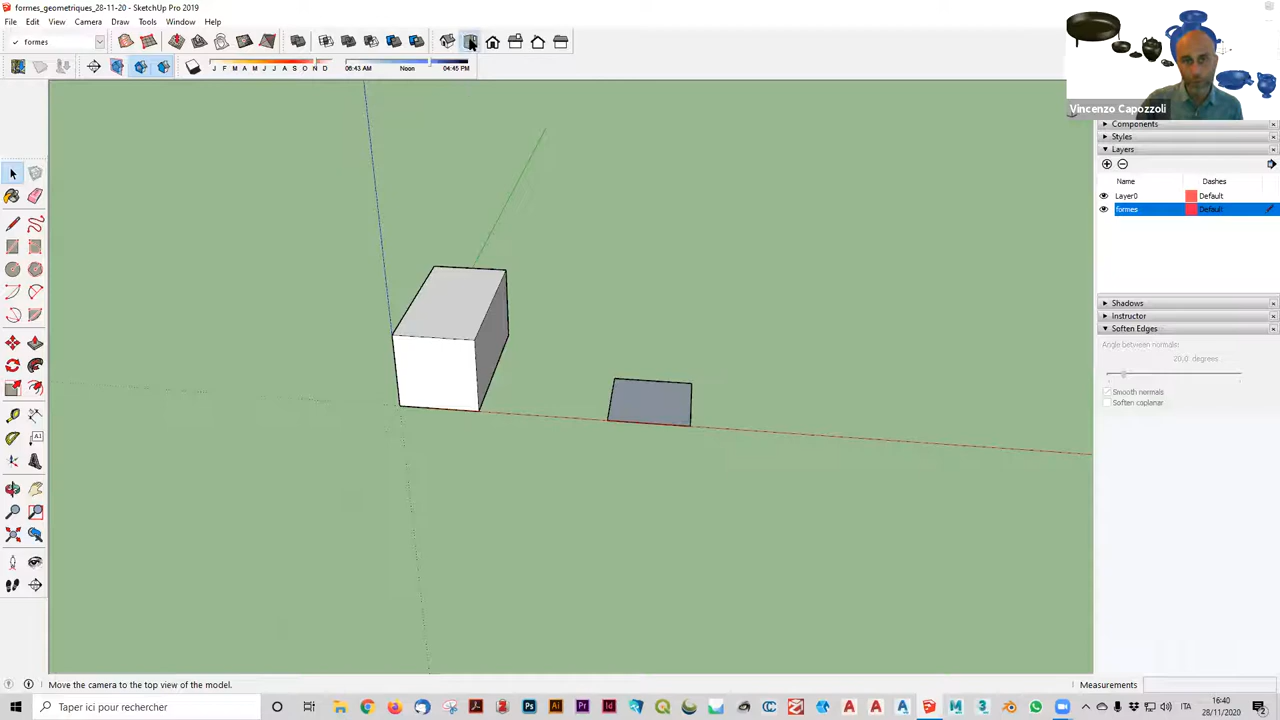 formes_geometriques_28-11-20 - SketchUp Pro 2019
File Edit View Camera Draw Tools Window Help
formes
J F M A M J J A S O N D
06:43 AM Noon 04:45 PM
Vincenzo Capozzoli
Components
Styles
Layers
Name Dashes
Layer0 Default
formes Default
Shadows
Instructor
Soften Edges
Angle between normals:
20.0 degrees
Smooth normals
Soften coplanar
Move the camera to the top view of the model.
Measurements
Taper ici pour rechercher
ITA
16:40
28/11/2020